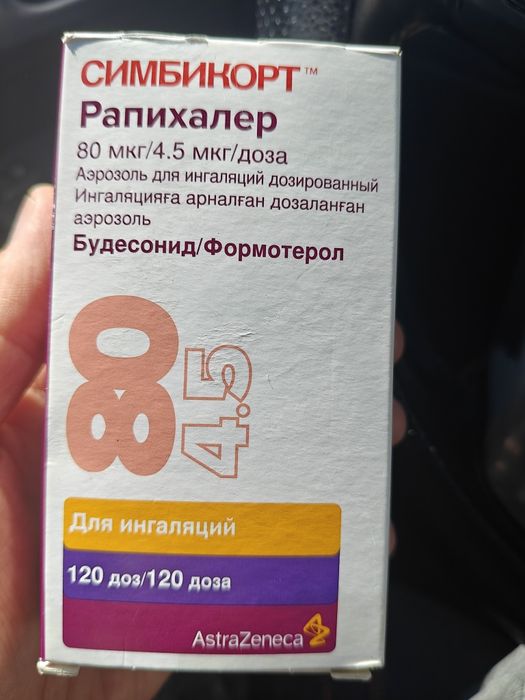 СИМБИКОРТ™
Рапихалер
80 мкг/4.5 мкг/доза
Аэрозоль для ингаляций дозированный
Ингаляцияға арналған дозаланған
аэрозоль
Будесонид/Формотерол
80
4.5
Для ингаляций
120 доз/120 доза
AstraZeneca